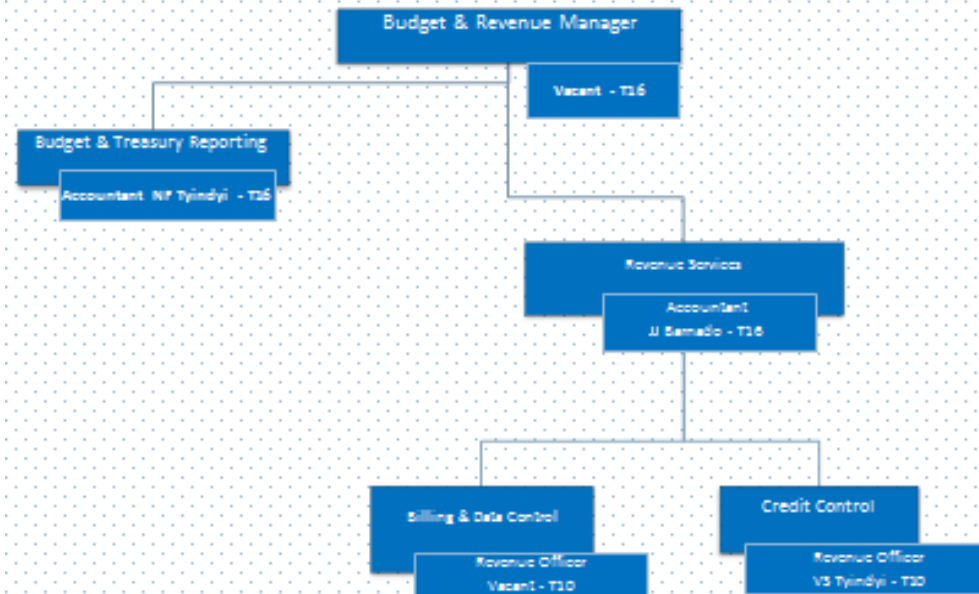 Budget & Revenue Manager
Vacant - T16
Budget & Treasury Reporting
Accountant NF Tyindyi - T16
Revenue Services
Accountant
JJ Barnado - T16
Billing & Data Control
Revenue Officer
Vacant - T10
Credit Control
Revenue Officer
VS Tyindyi - T10